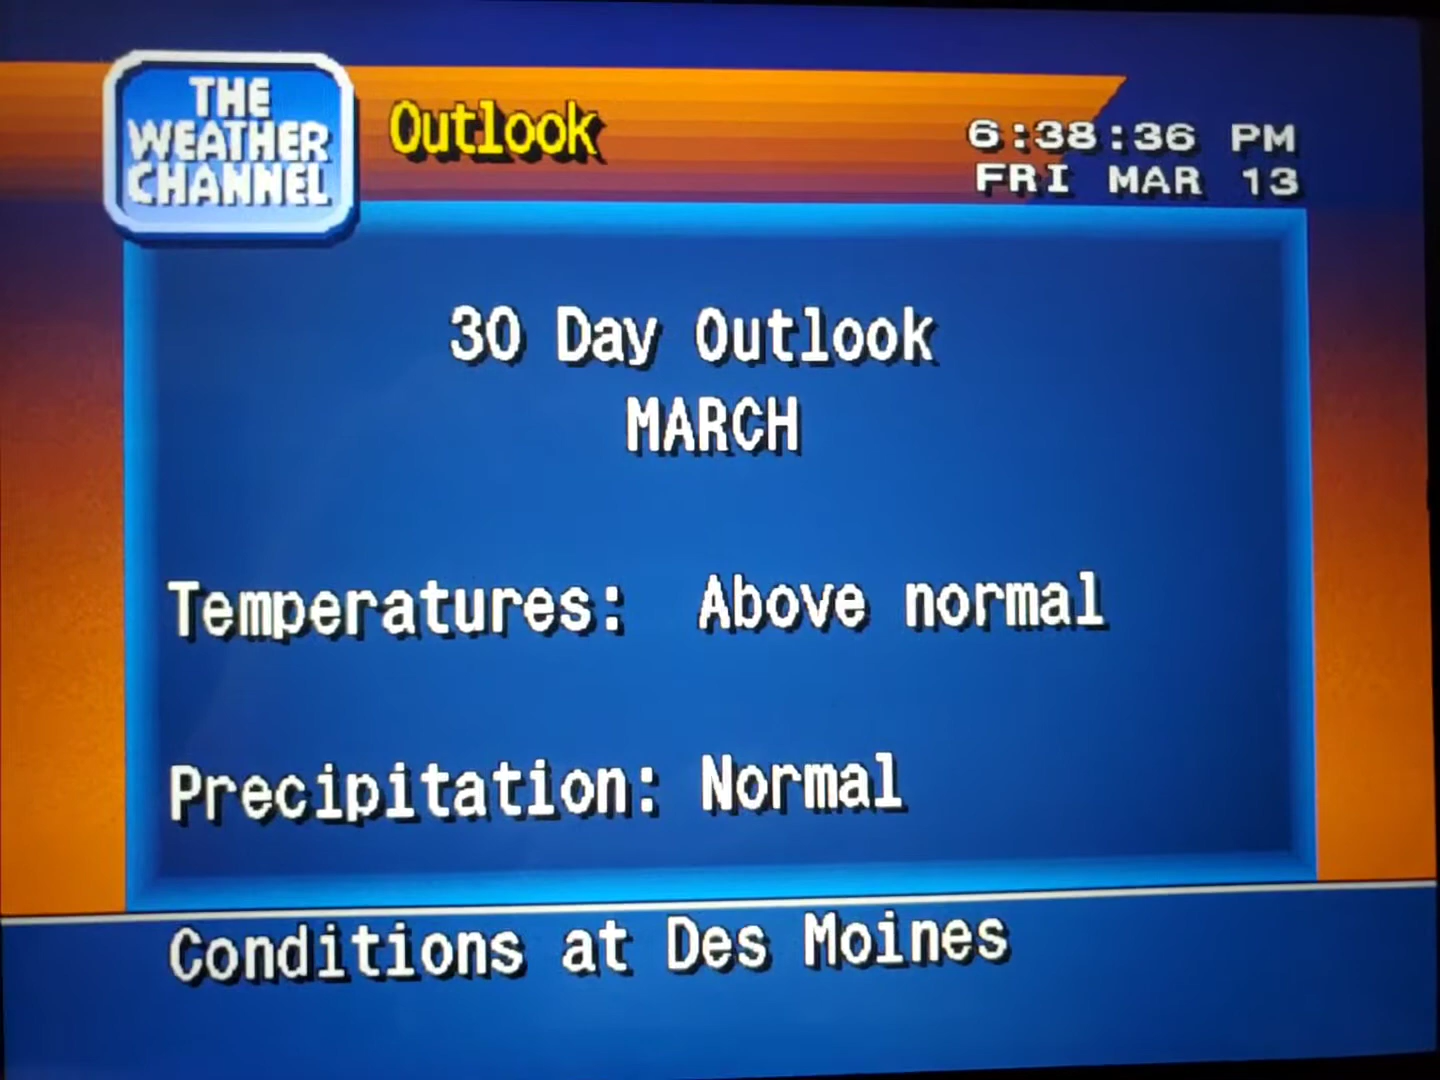 THE
WEATHER
CHANNEL
Outlook
6:38:36 PM
FRI MAR 13
30 Day Outlook
MARCH
Temperatures: Above normal
Precipitation: Normal
Conditions at Des Moines